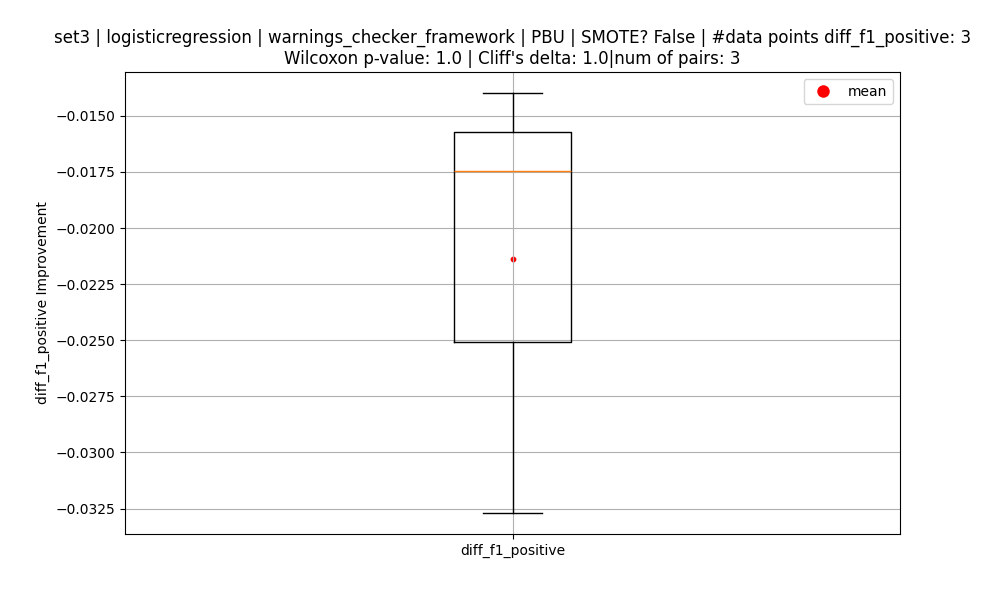 set3 | logisticregression | warnings_checker_framework | PBU | SMOTE? False | #data points diff_f1_positive: 3
Wilcoxon p-value: 1.0 | Cliff's delta: 1.0|num of pairs: 3
mean
−0.0150
−0.0175
−0.0200
−0.0225
−0.0250
−0.0275
−0.0300
−0.0325
diff_f1_positive Improvement
diff_f1_positive